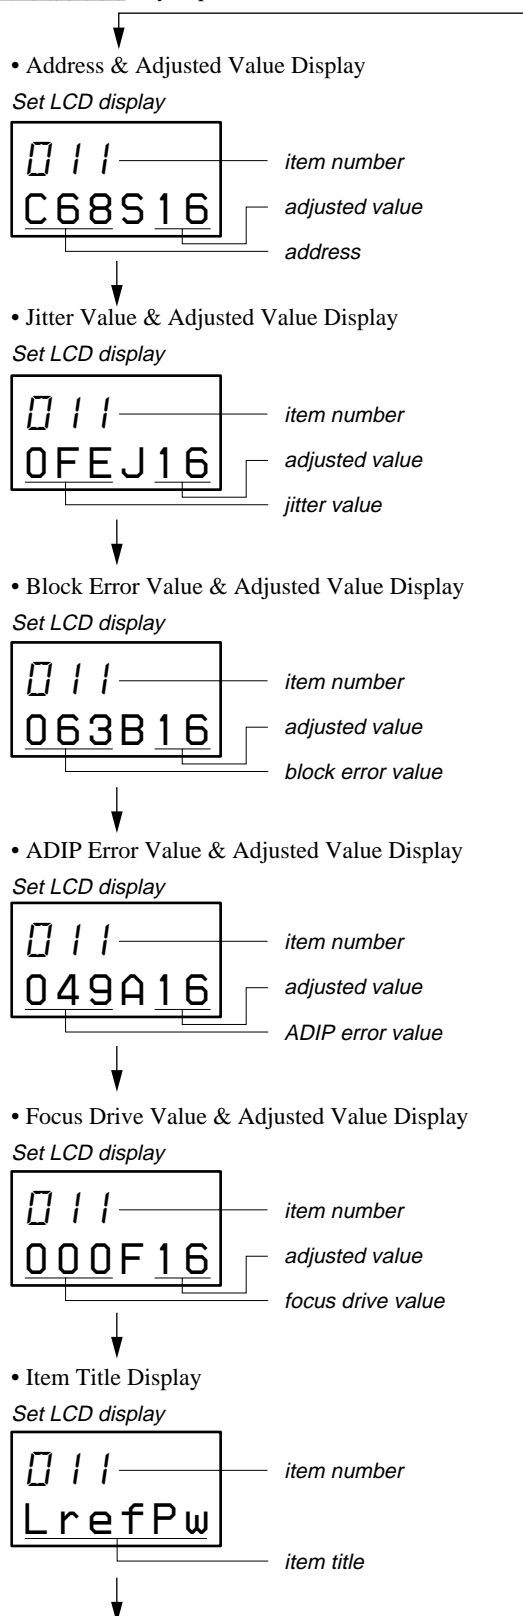 • Address & Adjusted Value Display
Set LCD display
011
item number
C68S16
adjusted value
address
• Jitter Value & Adjusted Value Display
Set LCD display
011
item number
0FEJ16
adjusted value
jitter value
• Block Error Value & Adjusted Value Display
Set LCD display
011
item number
063B16
adjusted value
block error value
• ADIP Error Value & Adjusted Value Display
Set LCD display
011
item number
049A16
adjusted value
ADIP error value
• Focus Drive Value & Adjusted Value Display
Set LCD display
011
item number
000F16
adjusted value
focus drive value
• Item Title Display
Set LCD display
011
item number
LrefPw
item title